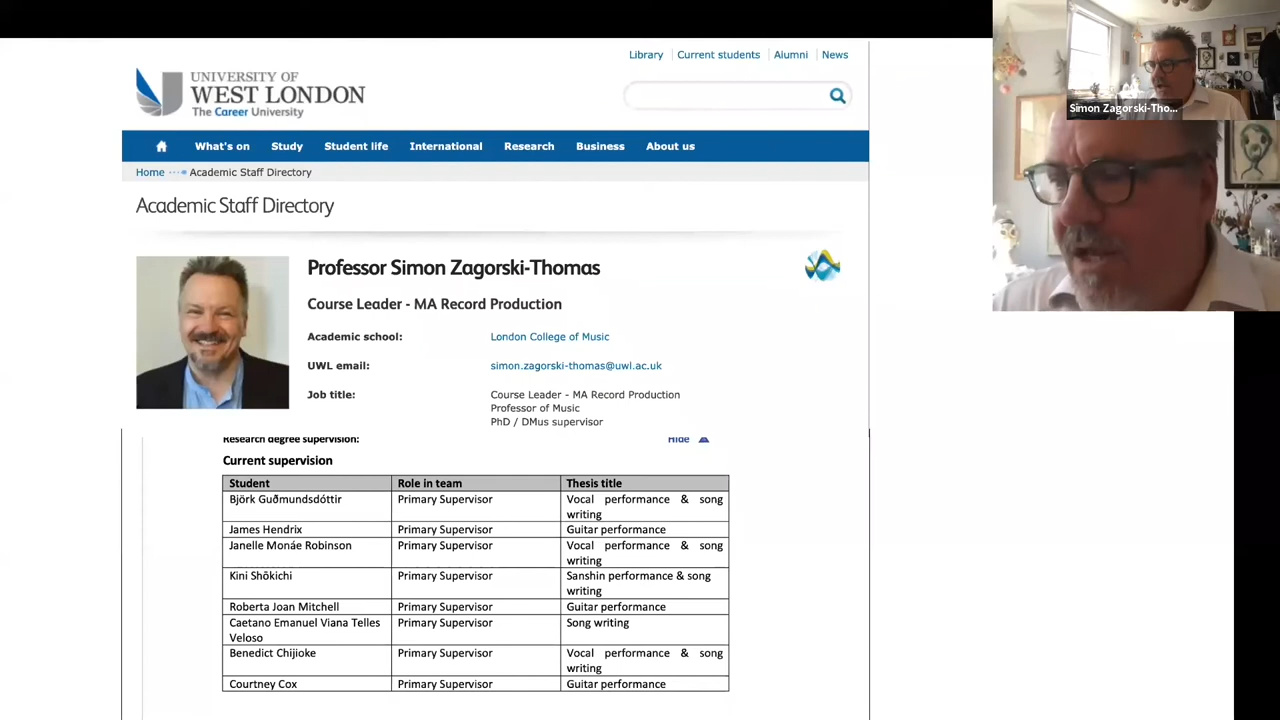 Library Current students Alumni News
UNIVERSITY OF
WEST LONDON
The Career University
What's on Study Student life International Research Business About us
Home Academic Staff Directory
Academic Staff Directory
Professor Simon Zagorski-Thomas
Course Leader - MA Record Production
Academic school: London College of Music
UWL email: simon.zagorski-thomas@uwl.ac.uk
Job title: Course Leader - MA Record Production
Professor of Music
PhD / DMus supervisor
Research degree supervision: Hide
Current supervision
Student Role in team Thesis title
Björk Guðmundsdóttir Primary Supervisor Vocal performance & song
writing
James Hendrix Primary Supervisor Guitar performance
Janelle Monáe Robinson Primary Supervisor Vocal performance & song
writing
Kini Shōkichi Primary Supervisor Sanshin performance & song
writing
Roberta Joan Mitchell Primary Supervisor Guitar performance
Caetano Emanuel Viana Telles Primary Supervisor Song writing
Veloso
Benedict Chijioke Primary Supervisor Vocal performance & song
writing
Courtney Cox Primary Supervisor Guitar performance
Simon Zagorski-Tho...